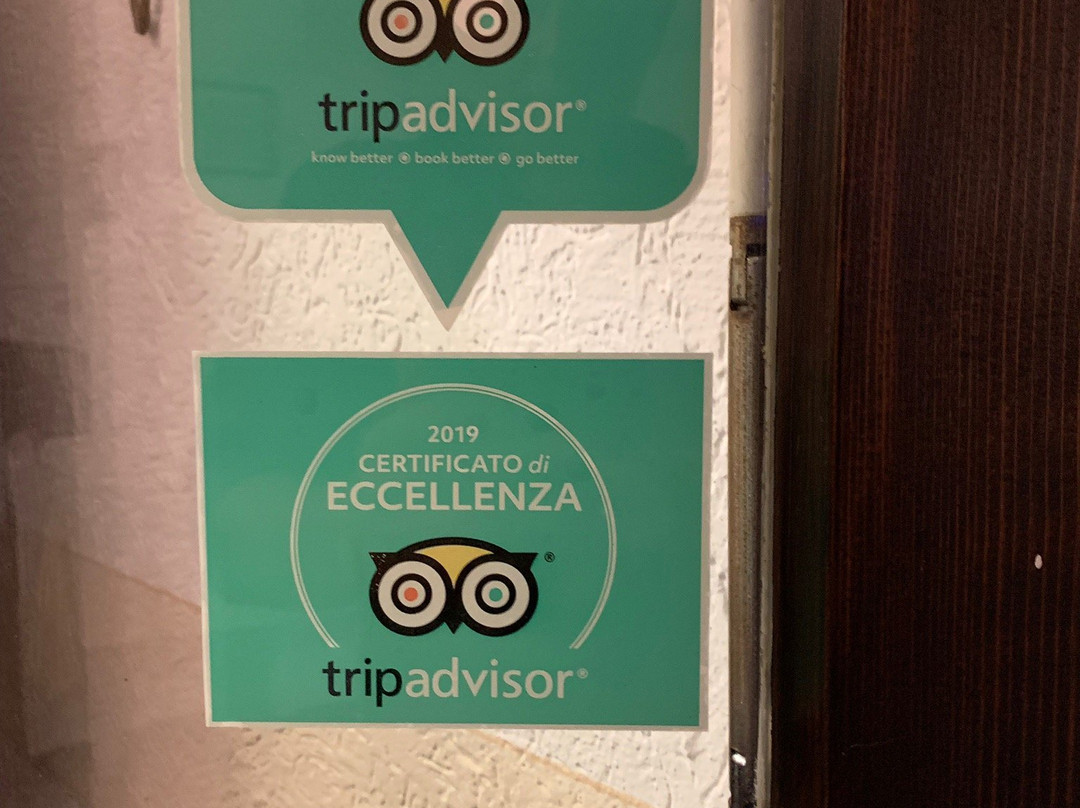 tripadvisor®
know better ◉ book better ◉ go better
2019
CERTIFICATO di
ECCELLENZA
®
tripadvisor®